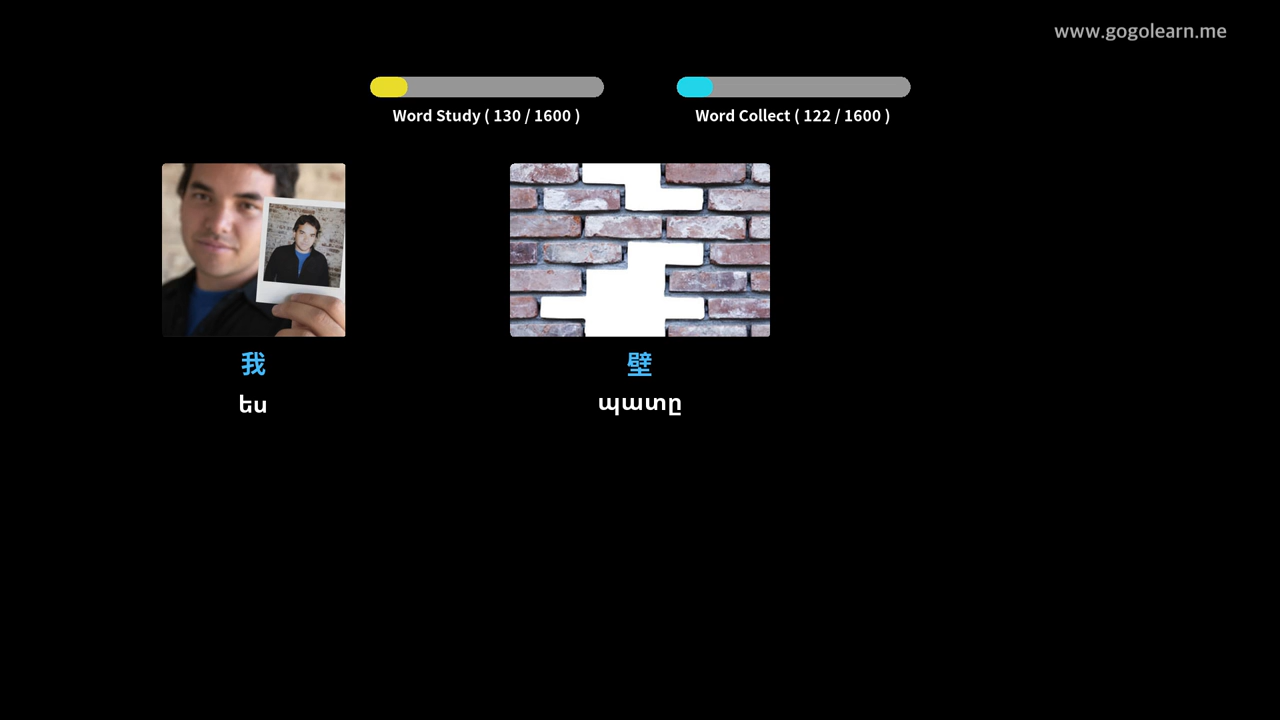 www.gogolearn.me
Word Study ( 130 / 1600 )
Word Collect ( 122 / 1600 )
我
壁
ես
պատը